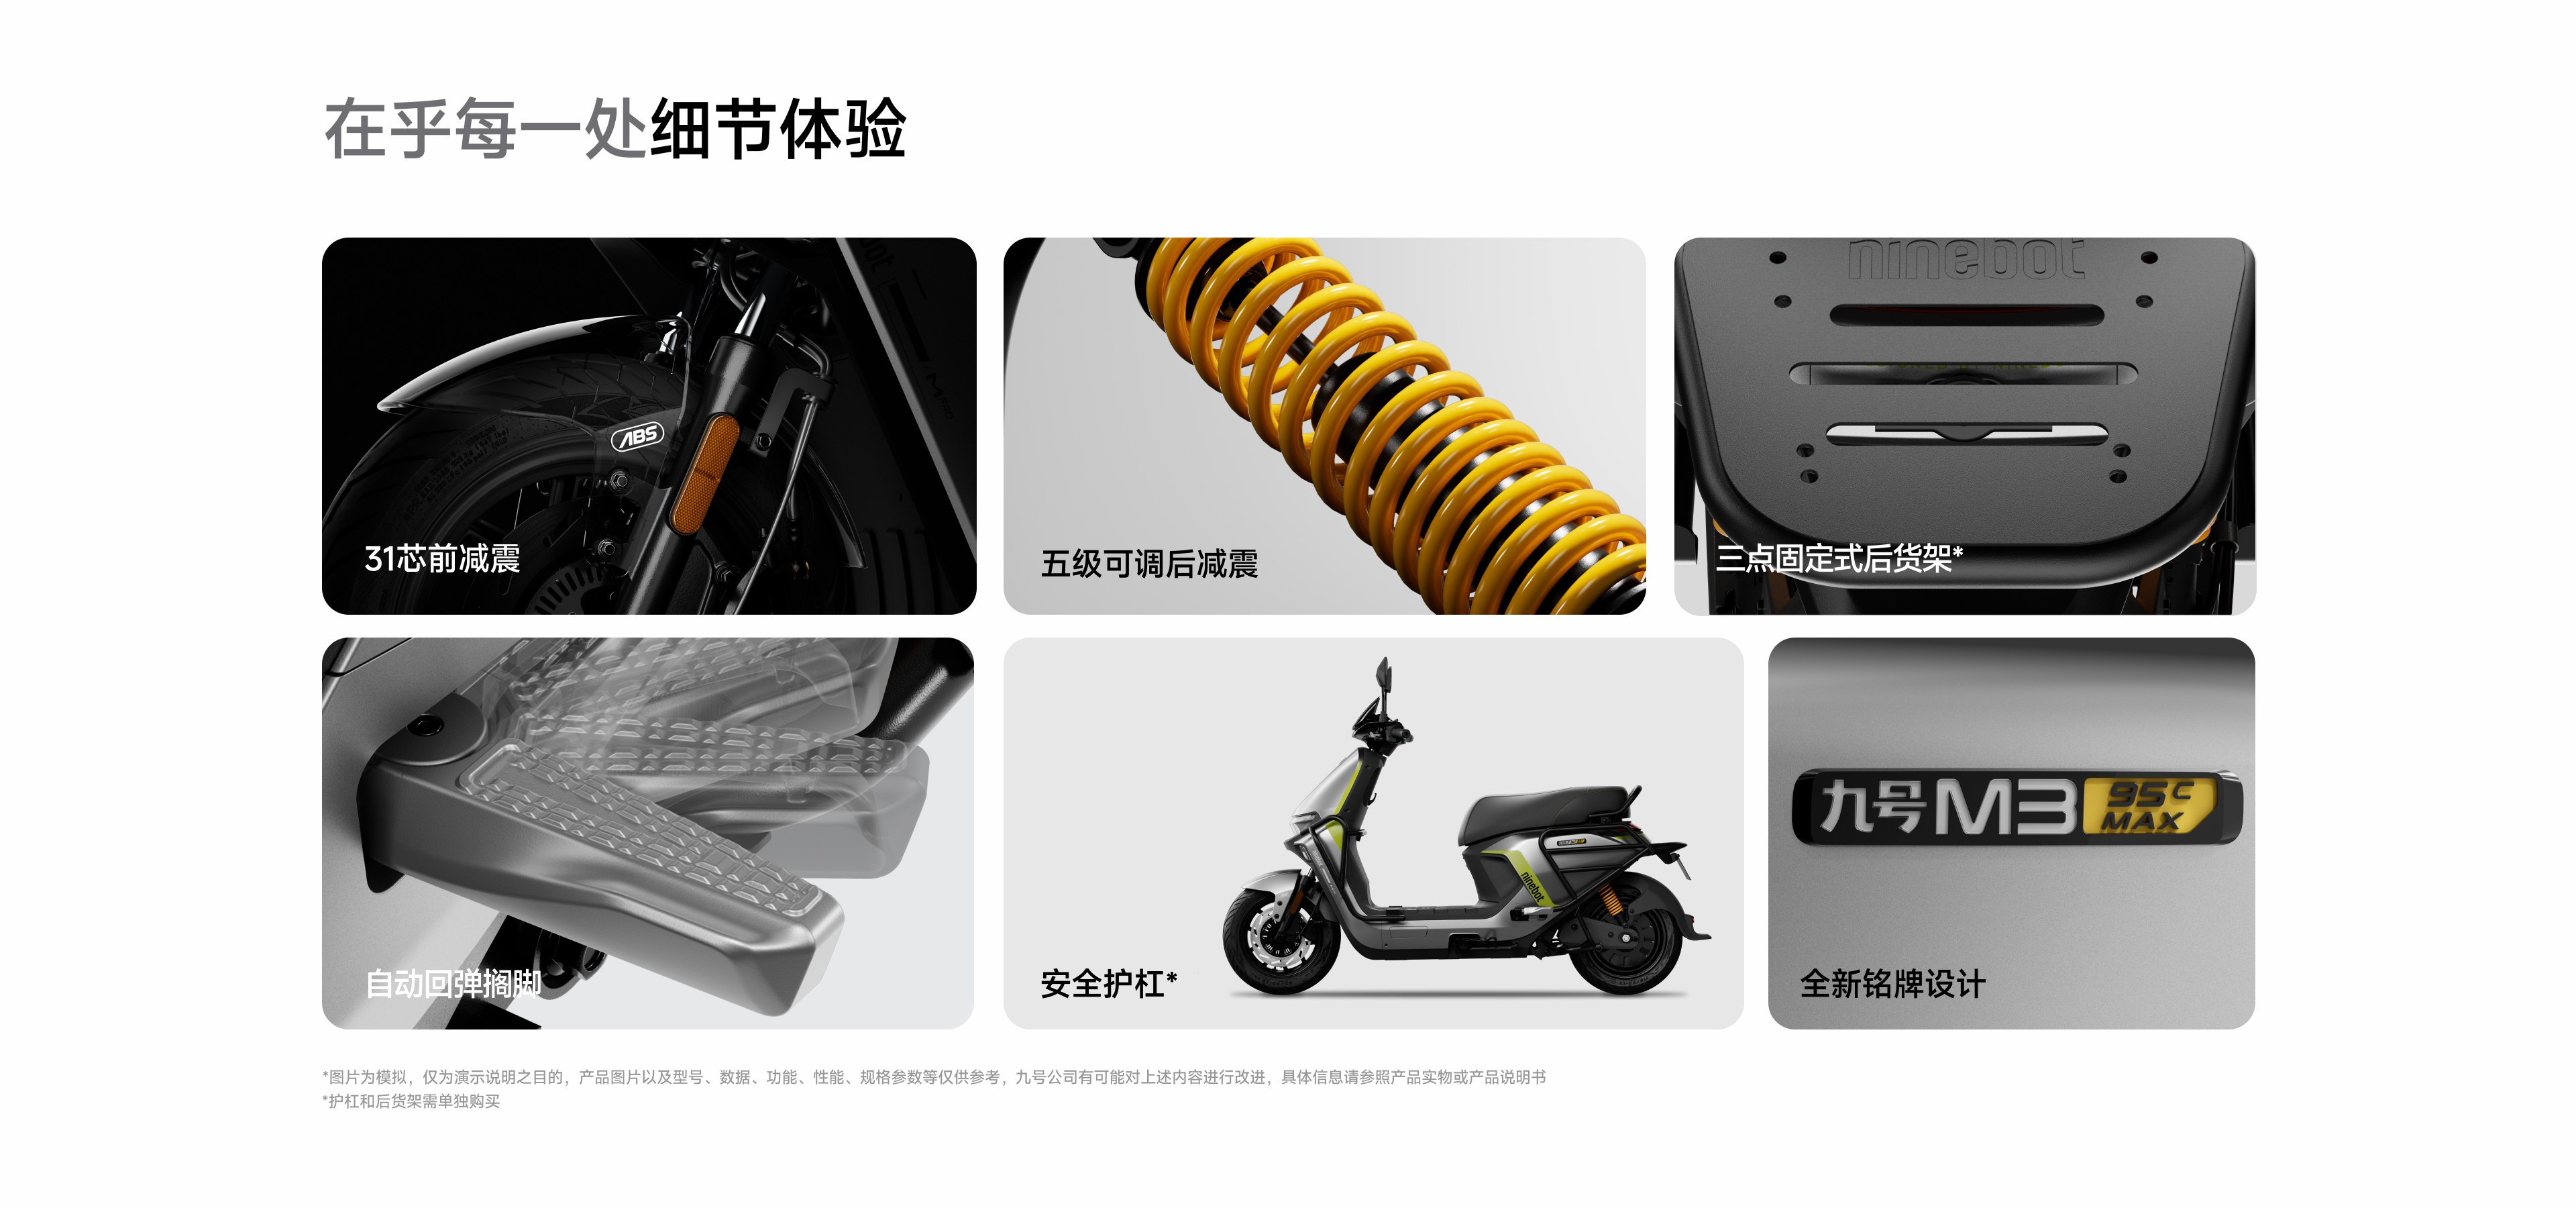 在乎每一处细节体验
ABS
31芯前减震
五级可调后减震
ninebot
三点固定式后货架*
自动回弹搁脚
ninebot
安全护杠*
九号M3 95C MAX
全新铭牌设计
*图片为模拟，仅为演示说明之目的，产品图片以及型号、数据、功能、性能、规格参数等仅供参考，九号公司有可能对上述内容进行改进，具体信息请参照产品实物或产品说明书
*护杠和后货架需单独购买